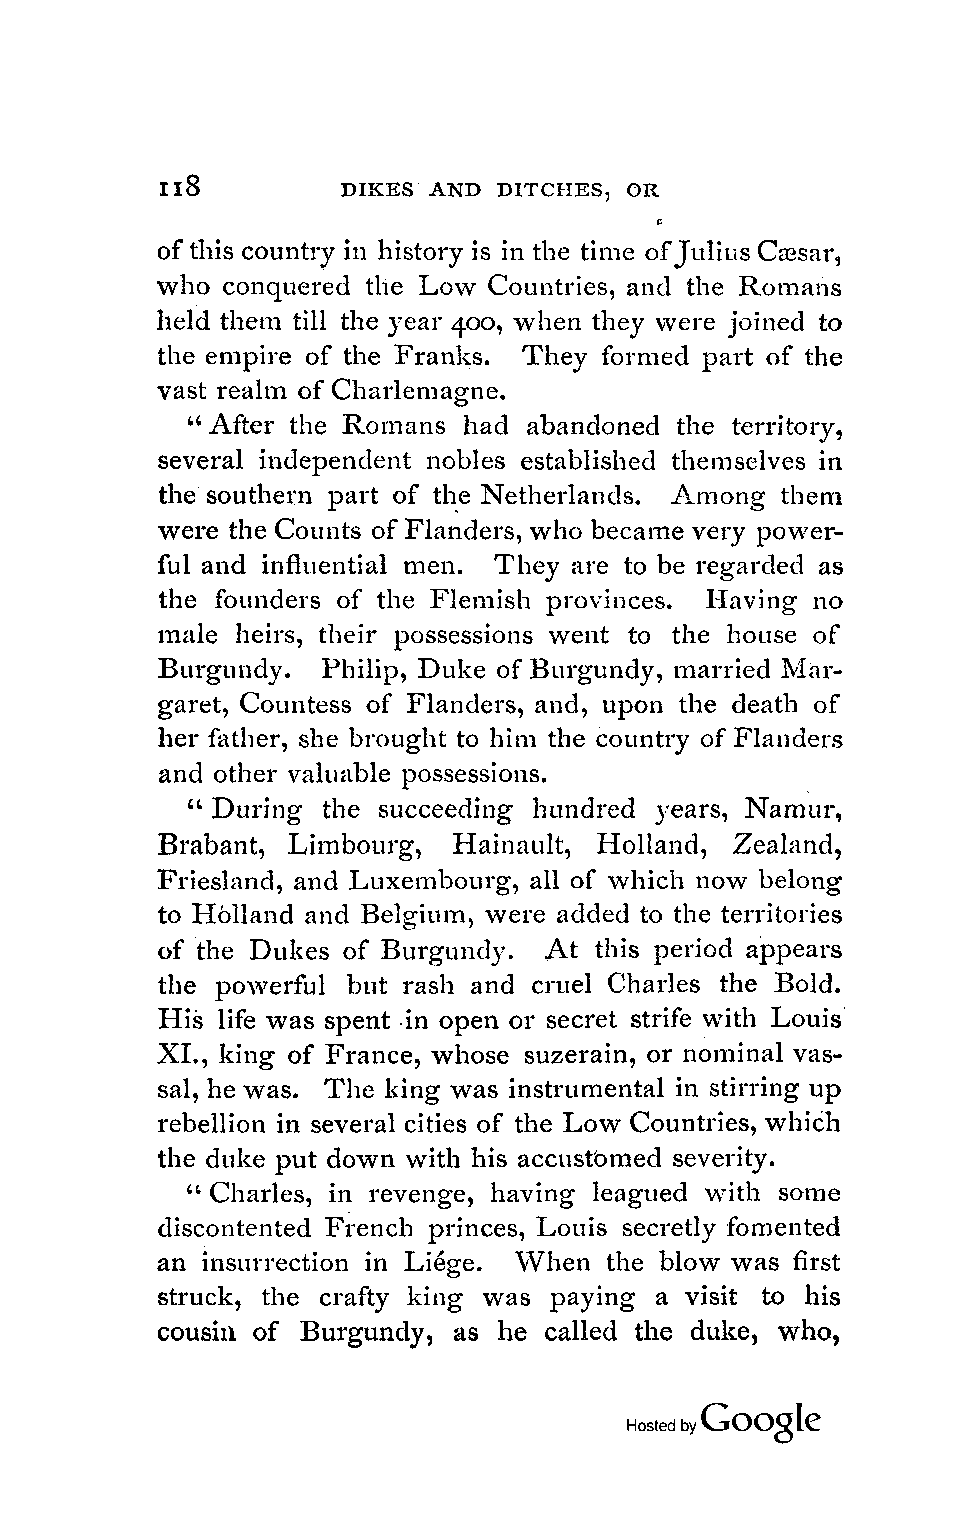 118 DIKES AND DITCHES, OR
of this country in history is in the time of Julius Cæsar,
who conquered the Low Countries, and the Romans
held them till the year 400, when they were joined to
the empire of the Franks. They formed part of the
vast realm of Charlemagne.
“After the Romans had abandoned the territory,
several independent nobles established themselves in
the southern part of the Netherlands. Among them
were the Counts of Flanders, who became very power-
ful and influential men. They are to be regarded as
the founders of the Flemish provinces. Having no
male heirs, their possessions went to the house of
Burgundy. Philip, Duke of Burgundy, married Mar-
garet, Countess of Flanders, and, upon the death of
her father, she brought to him the country of Flanders
and other valuable possessions.
“During the succeeding hundred years, Namur,
Brabant, Limbourg, Hainault, Holland, Zealand,
Friesland, and Luxembourg, all of which now belong
to Holland and Belgium, were added to the territories
of the Dukes of Burgundy. At this period appears
the powerful but rash and cruel Charles the Bold.
His life was spent in open or secret strife with Louis
XI., king of France, whose suzerain, or nominal vas-
sal, he was. The king was instrumental in stirring up
rebellion in several cities of the Low Countries, which
the duke put down with his accustomed severity.
“Charles, in revenge, having leagued with some
discontented French princes, Louis secretly fomented
an insurrection in Liége. When the blow was first
struck, the crafty king was paying a visit to his
cousin of Burgundy, as he called the duke, who,
Hosted by Google